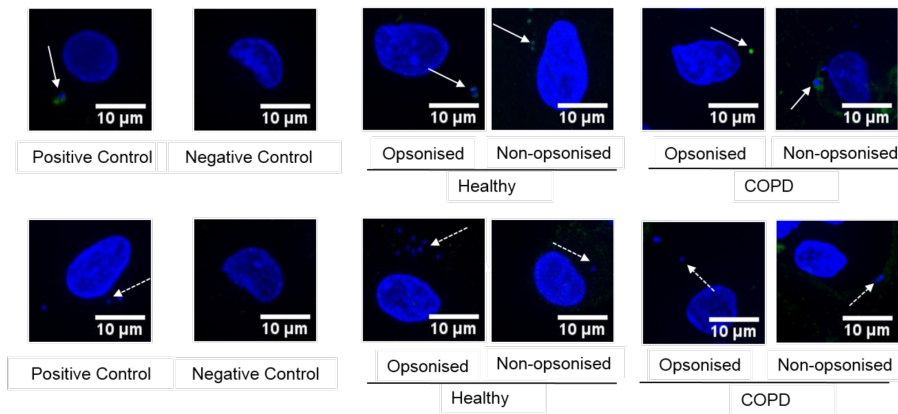 10 µm 10 µm 10 µm 10 µm 10 µm 10 µm
Positive Control Negative Control Opsonised Non-opsonised Opsonised Non-opsonised
Healthy COPD
10 µm 10 µm 10 µm 10 µm 10 µm 10 µm
Positive Control Negative Control Opsonised Non-opsonised Opsonised Non-opsonised
Healthy COPD